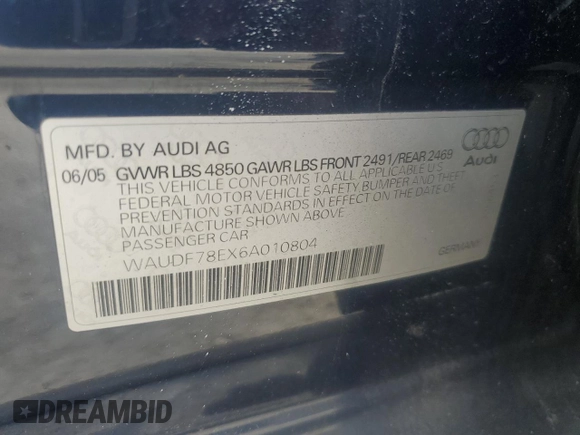 MFD. BY AUDI AG
06/05 GVWR LBS 4850 GAWR LBS FRONT 2491/REAR 2469
THIS VEHICLE CONFORMS TO ALL APPLICABLE U.S.
FEDERAL MOTOR VEHICLE SAFETY BUMPER AND THEFT
PREVENTION STANDARDS IN EFFECT ON THE DATE OF
MANUFACTURE SHOWN ABOVE
PASSENGER CAR
WAUDF78EX6A010804
Audi
GERMANY
DREAMBID